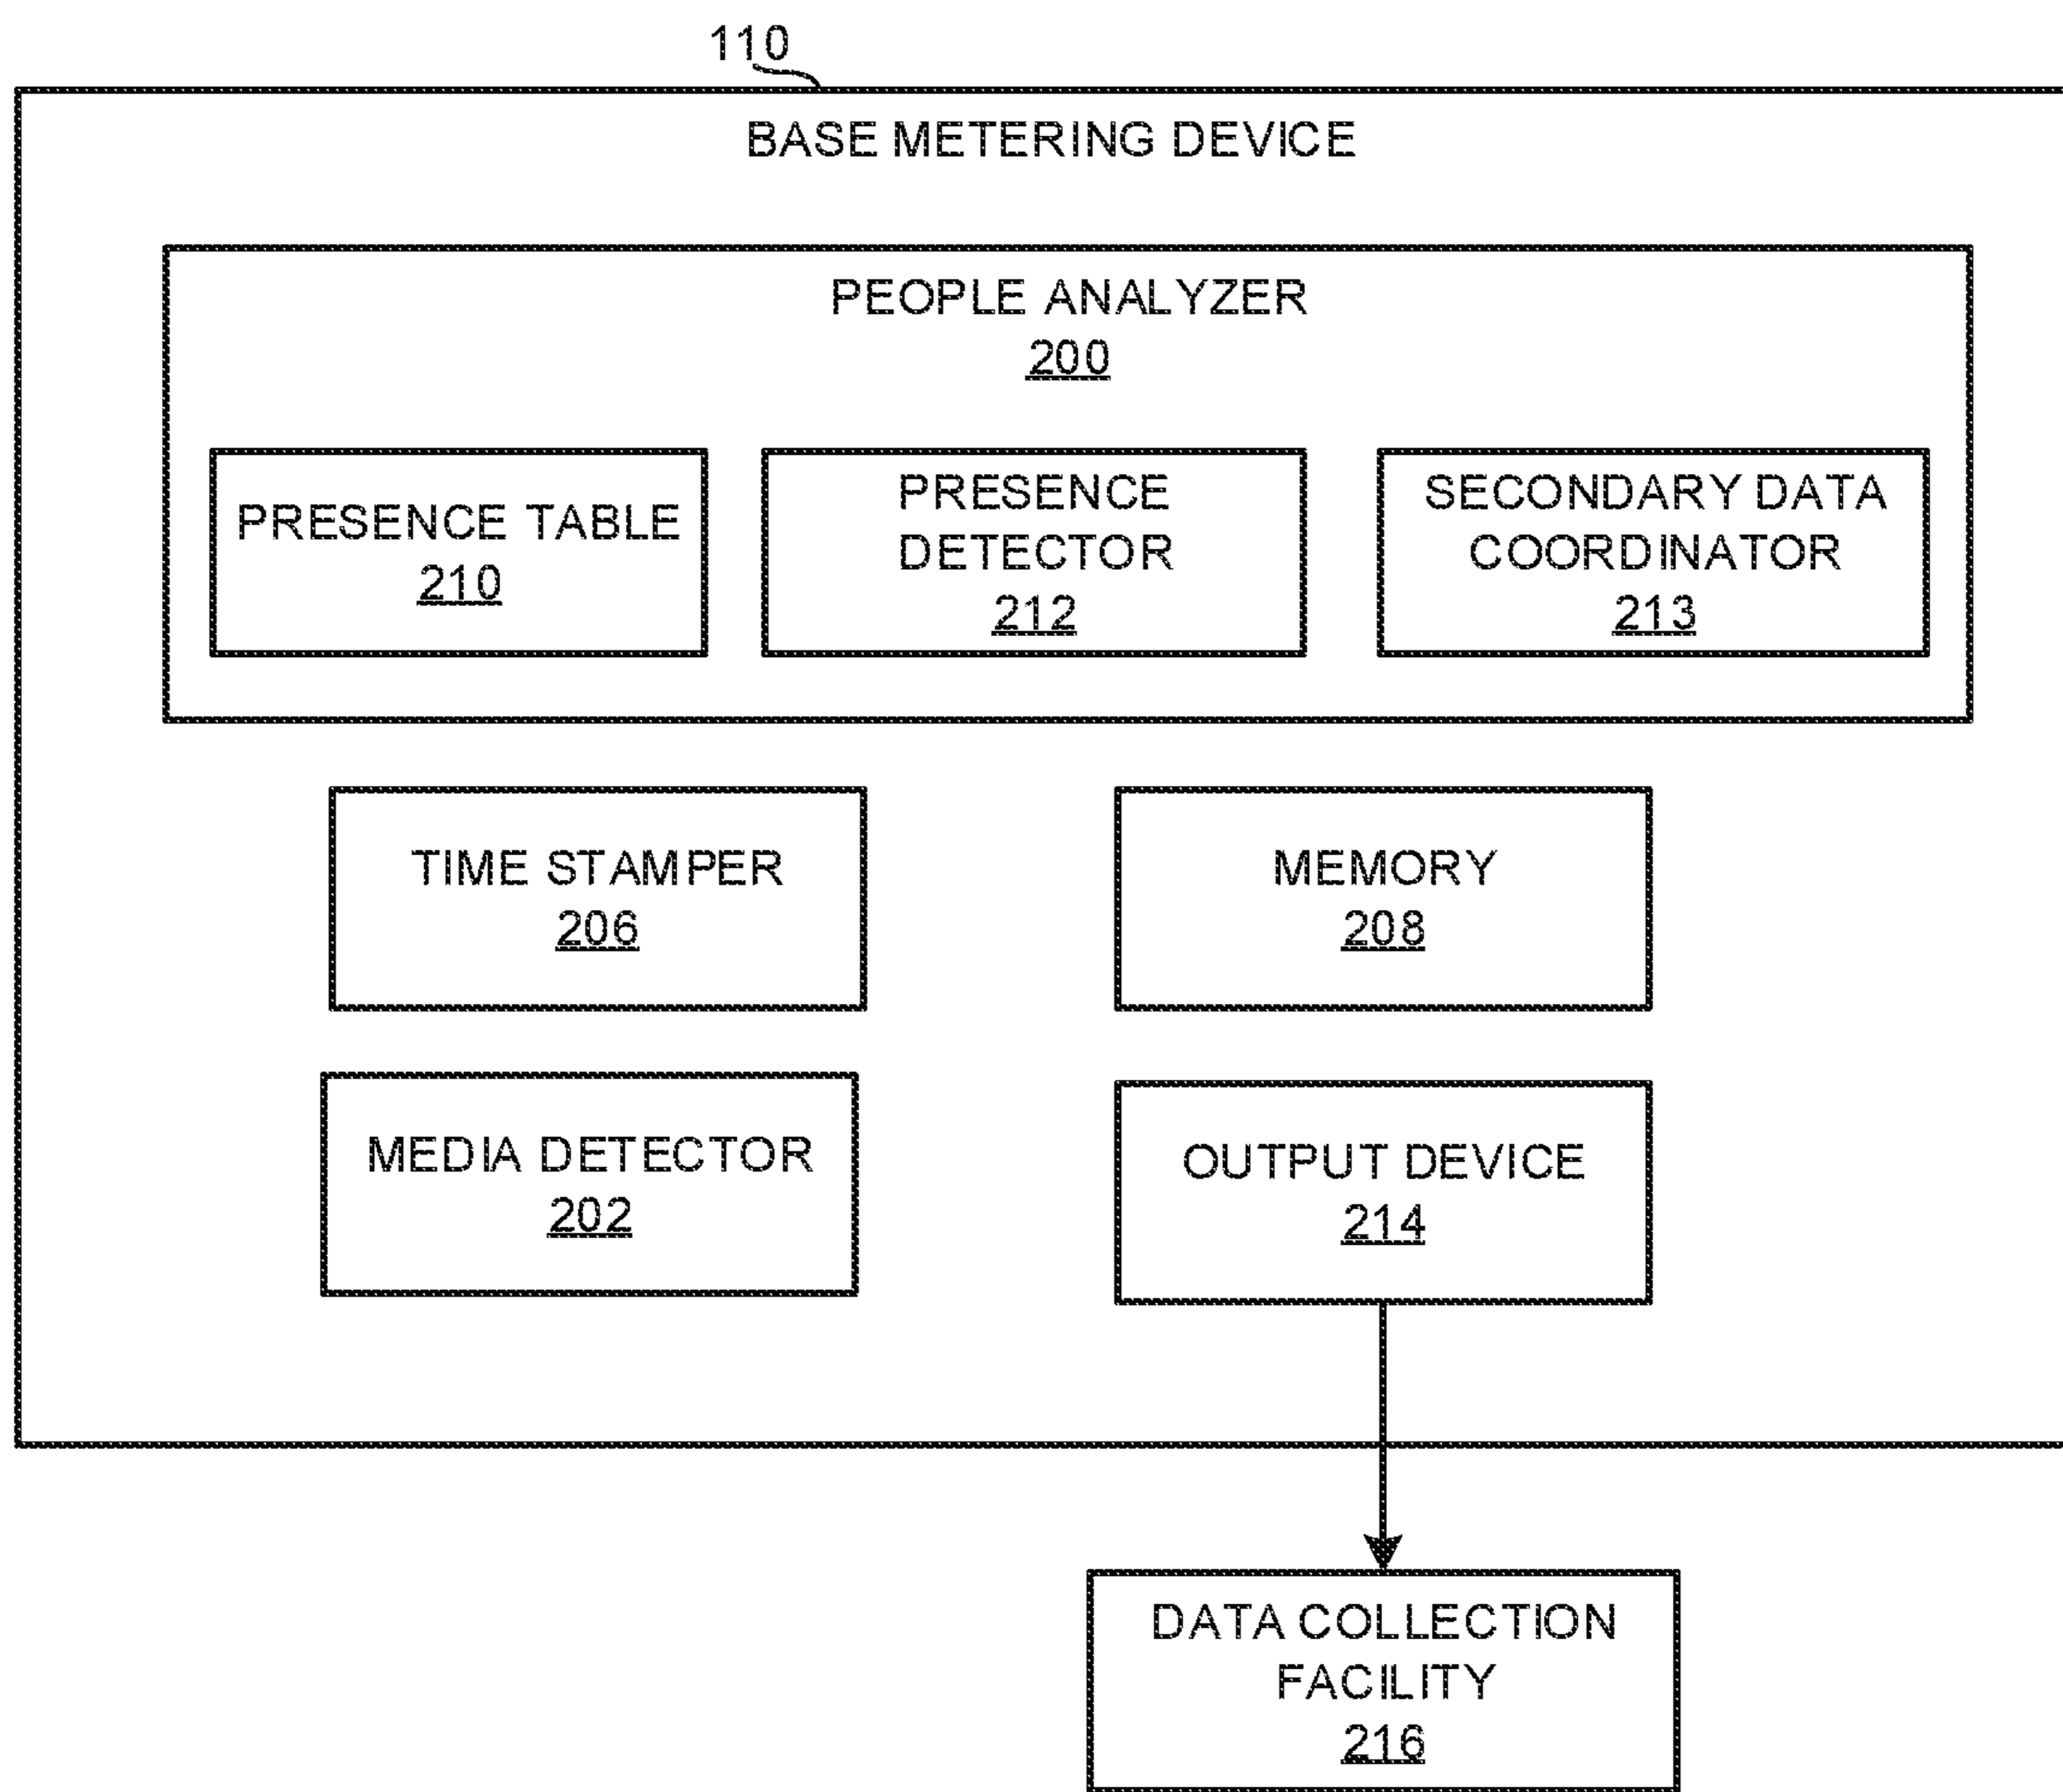 110
BASE METERING DEVICE
PEOPLE ANALYZER
200
PRESENCE TABLE
210
PRESENCE
DETECTOR
212
SECONDARY DATA
COORDINATOR
213
TIME STAMPER
206
MEMORY
208
MEDIA DETECTOR
202
OUTPUT DEVICE
214
DATA COLLECTION
FACILITY
216